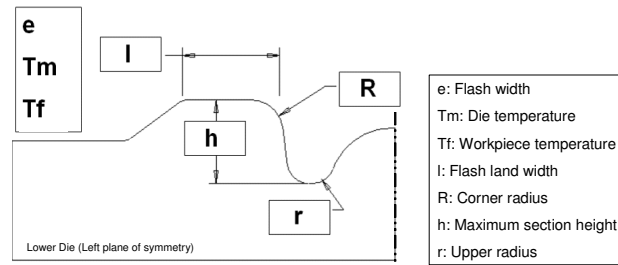 e
Tm
Tf
l
R
h
r
Lower Die (Left plane of symmetry)
e: Flash width
Tm: Die temperature
Tf: Workpiece temperature
l: Flash land width
R: Corner radius
h: Maximum section height
r: Upper radius